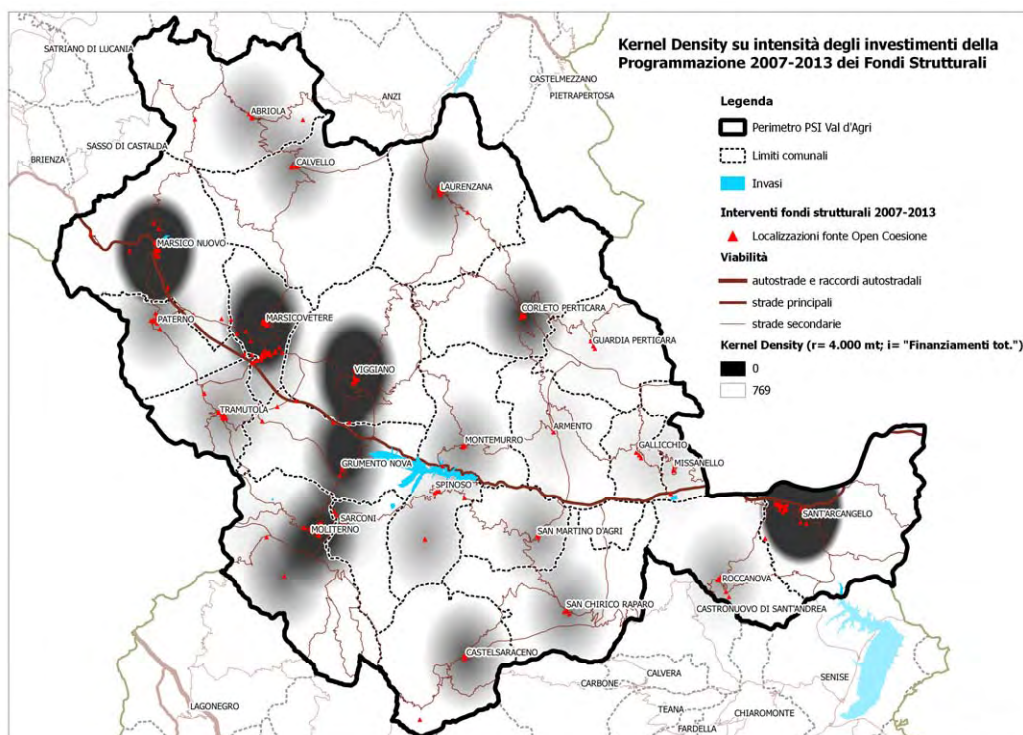 Kernel Density su intensità degli investimenti della
Programmazione 2007-2013 dei Fondi Strutturali
Legenda
Perimetro PSI Val d'Agri
Limiti comunali
Invasi
Interventi fondi strutturali 2007-2013
Localizzazioni fonte Open Coesione
Viabilità
autostrade e raccordi autostradali
strade principali
strade secondarie
Kernel Density (r= 4.000 mt; i= "Finanziamenti tot.")
0
769
SATRIANO DI LUCANIA
CASTELMEZZANO
PIETRAPERTOSA
ANZI
ABRIOLA
SASSO DI CASTALDA
BRIENZA
CALVELLO
LAURENZANA
MARSICO NUOVO
CORLETO PERTICARA
PATERNO
MARSICOVETERE
GUARDIA PERTICARA
VIGGIANO
TRAMUTOLA
ARMENTO
MONTEMURRO
GALLICCHIO
MISSANELLO
GRUMENTO NOVA
SPINOSO
SANT'ARCANGELO
SARCONI
MOLITERNO
SAN MARTINO D'AGRI
ROCCANOVA
CASTRONUOVO DI SANT'ANDREA
SAN CHIRICO RAPARO
CASTELSARACENO
CALVERA
CARBONE
SENISE
LAGONEGRO
TEANA
CHIAROMONTE
FARDELLA